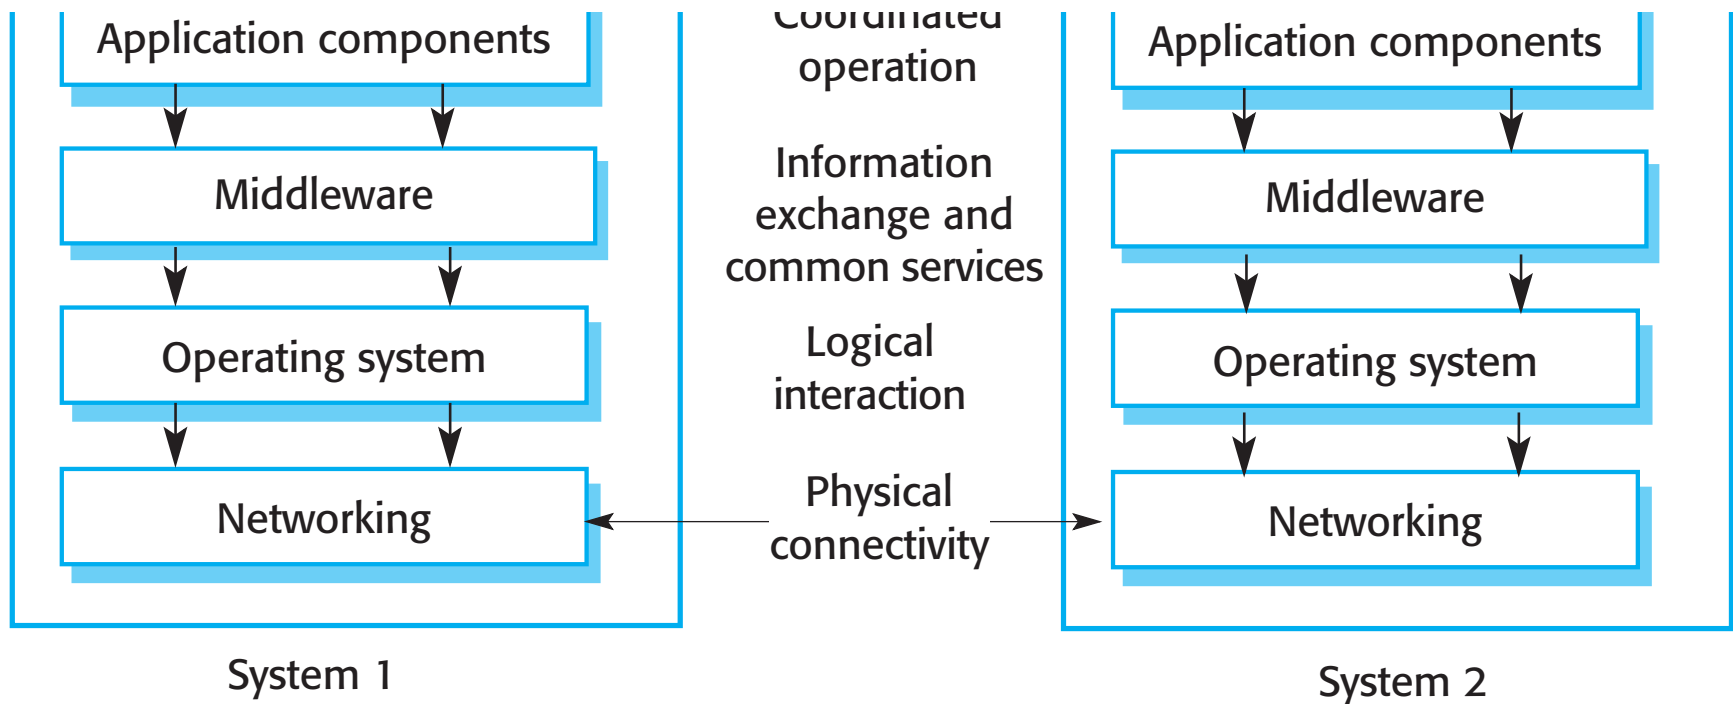 Application components
Coordinated
operation
Application components
Middleware
Information
exchange and
common services
Middleware
Operating system
Logical
interaction
Operating system
Networking
Physical
connectivity
Networking
System 1
System 2